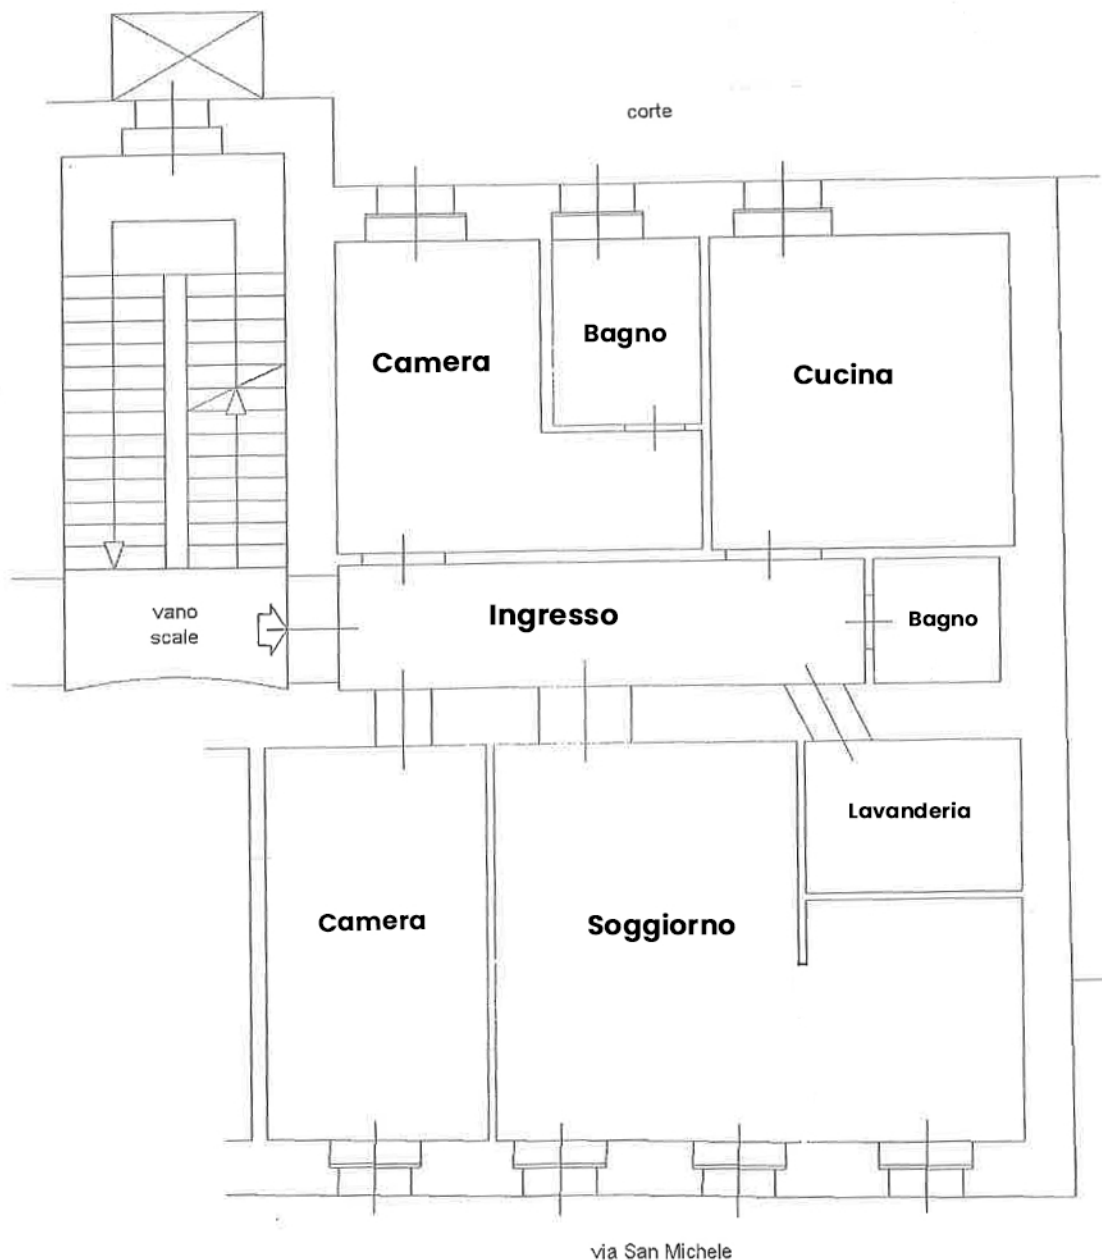 corte
Bagno
Camera
Cucina
vano
scale
Ingresso
Bagno
Lavanderia
Camera
Soggiorno
via San Michele